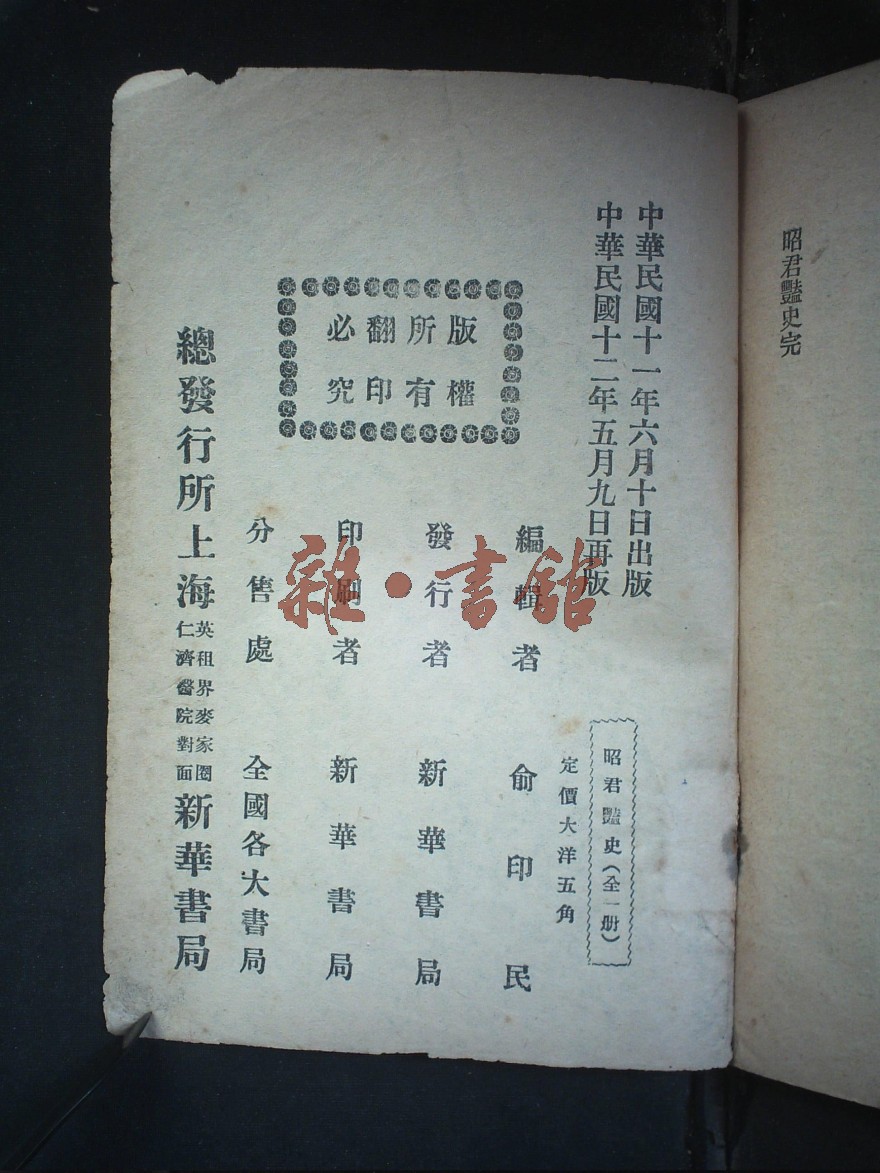 昭君豔史完
中華民國十一年六月十日出版
中華民國十二年五月九日再版
昭君豔史(全一册)
定價大洋五角
版權
所有
翻印
必究
編輯者 俞印民
發行者 新華書局
印刷者 新華書局
分售處 全國各大書局
總發行所上海英租界麥家圈仁濟醫院對面新華書局
雜·書館